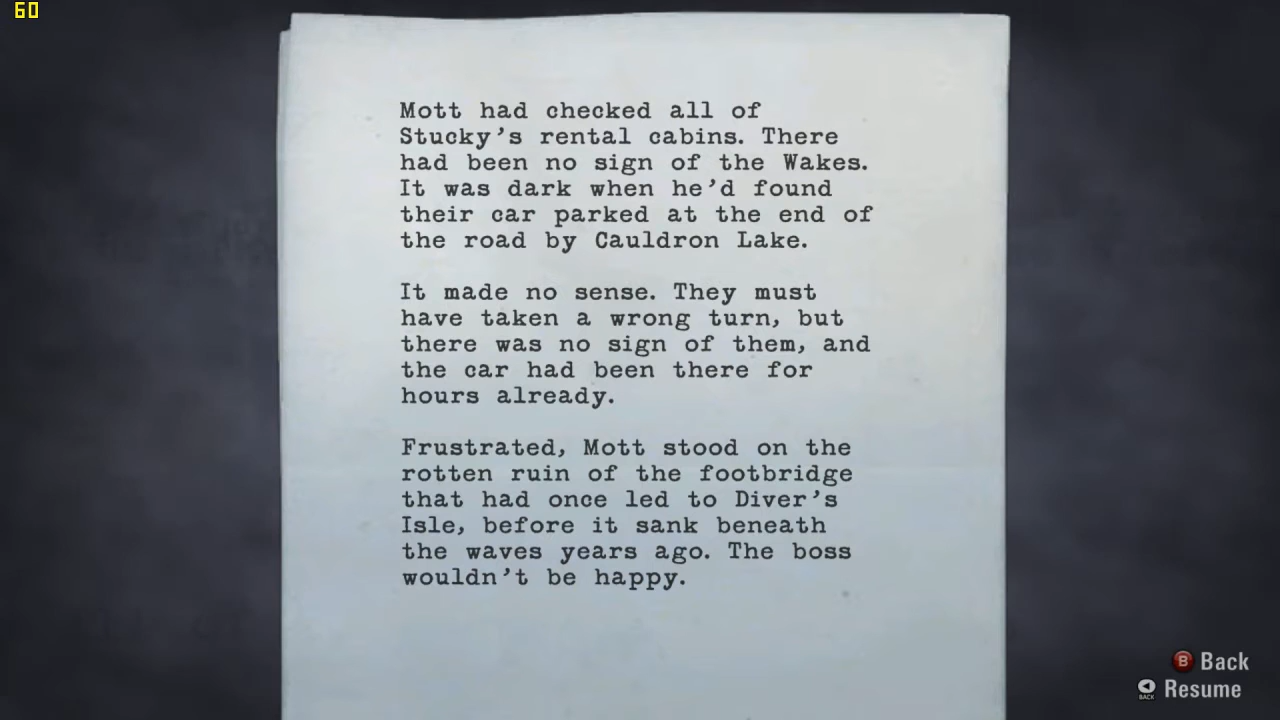 60
Mott had checked all of
Stucky's rental cabins. There
had been no sign of the Wakes.
It was dark when he'd found
their car parked at the end of
the road by Cauldron Lake.
It made no sense. They must
have taken a wrong turn, but
there was no sign of them, and
the car had been there for
hours already.
Frustrated, Mott stood on the
rotten ruin of the footbridge
that had once led to Diver's
Isle, before it sank beneath
the waves years ago. The boss
wouldn't be happy.
B Back
BACK Resume